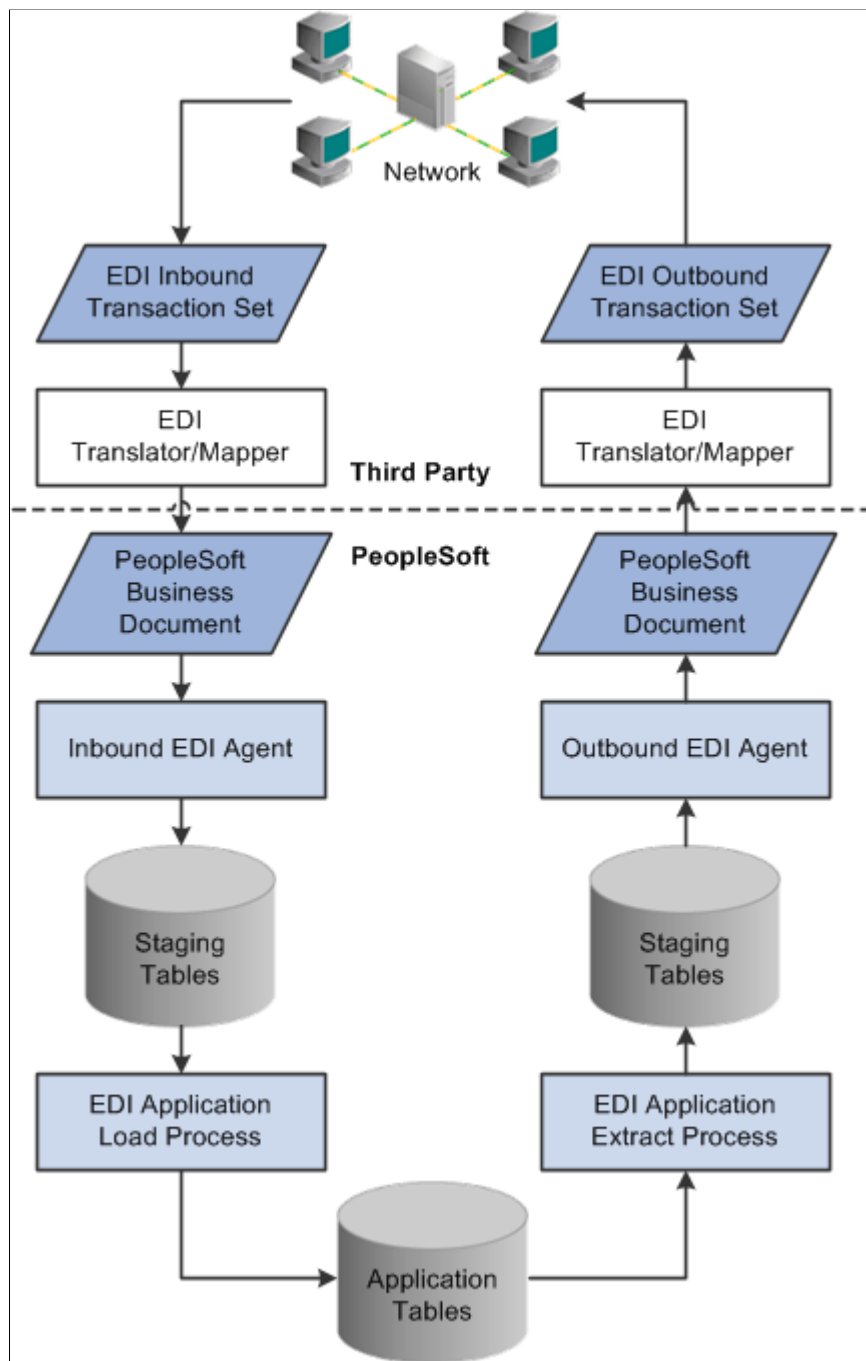 Network
EDI Inbound
Transaction Set
EDI Outbound
Transaction Set
EDI
Translator/Mapper
EDI
Translator/Mapper
Third Party
PeopleSoft
PeopleSoft
Business
Document
PeopleSoft
Business
Document
Inbound EDI Agent
Outbound EDI Agent
Staging
Tables
Staging
Tables
EDI Application
Load Process
EDI Application
Extract Process
Application
Tables